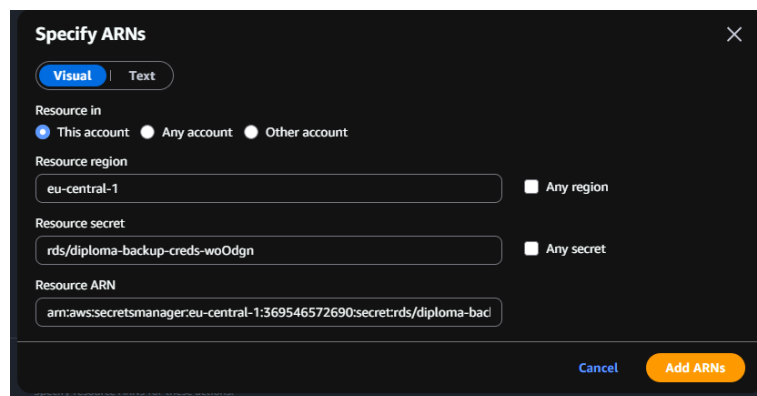 Specify ARNs
Visual Text
Resource in
This account Any account Other account
Resource region
eu-central-1 Any region
Resource secret
rds/diploma-backup-creds-woOdgn Any secret
Resource ARN
arn:aws:secretsmanager:eu-central-1:369546572690:secret:rds/diploma-bac
Cancel Add ARNs